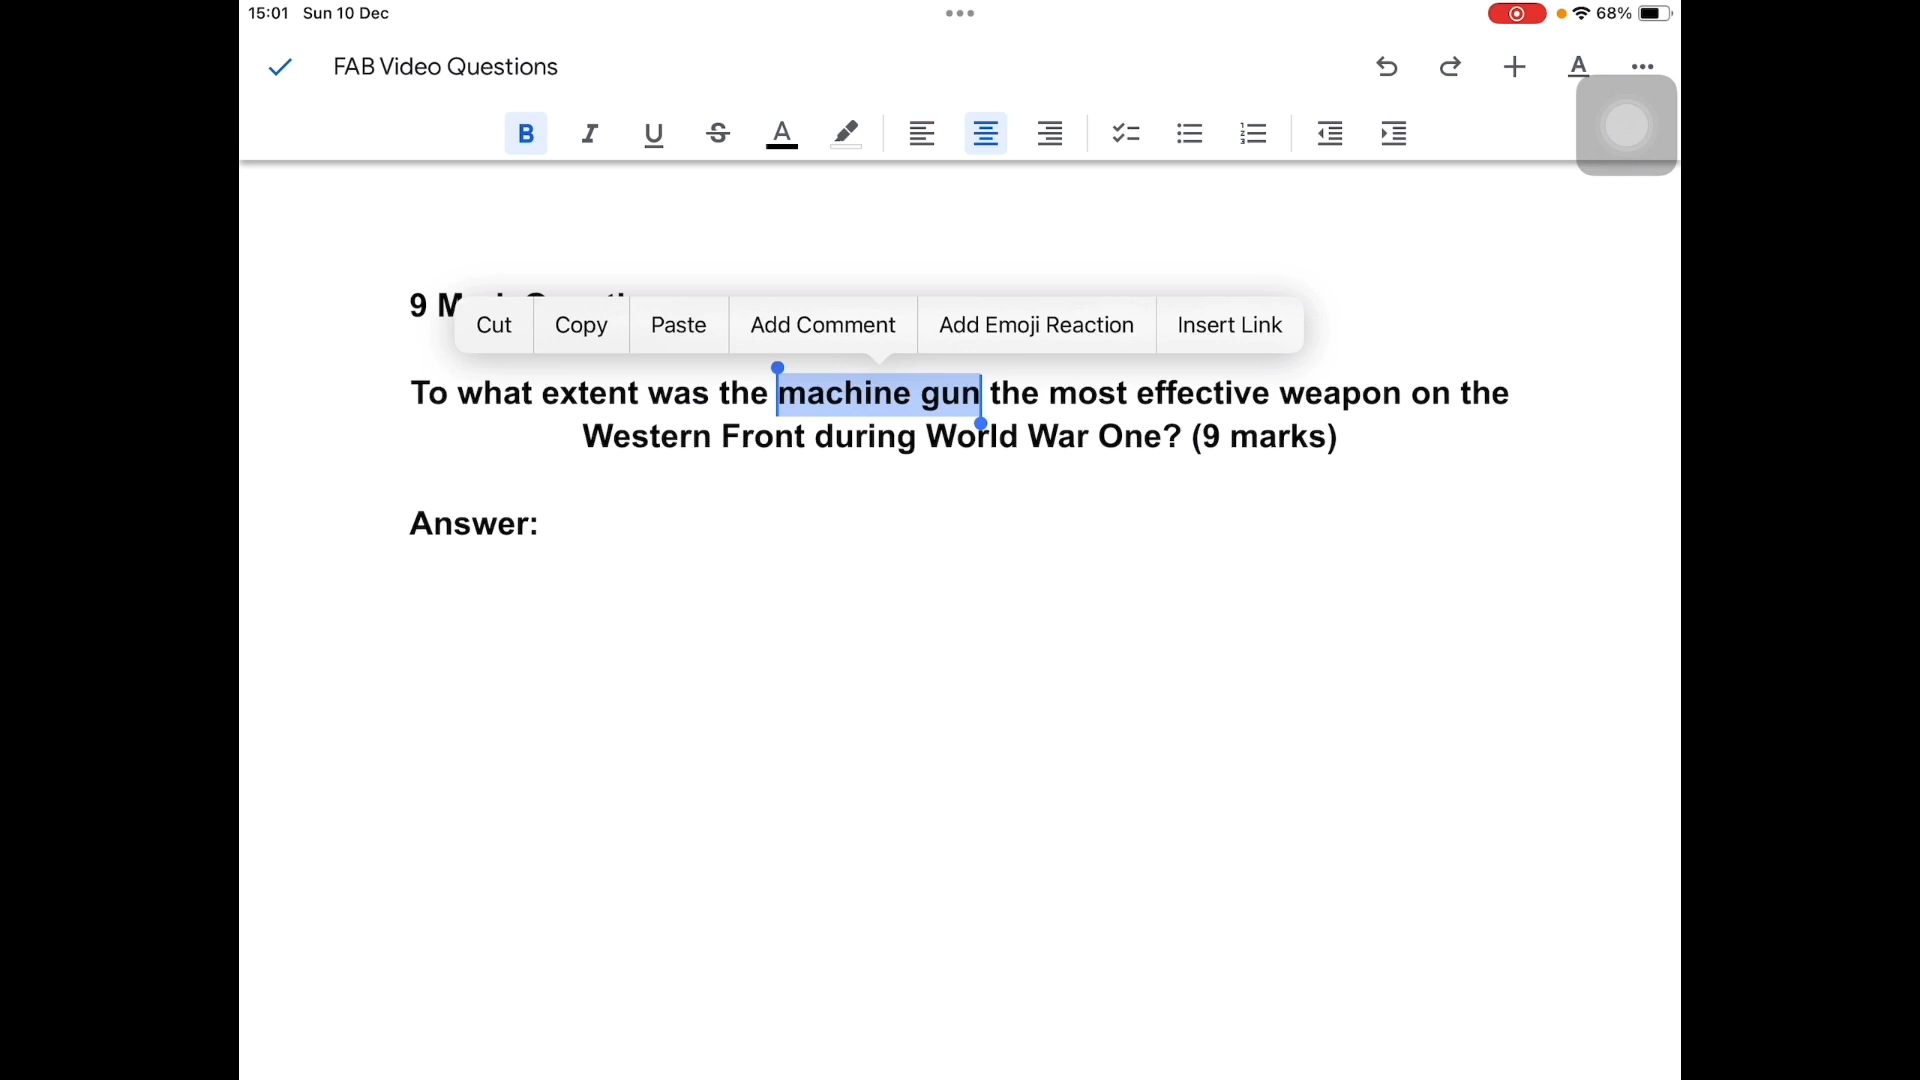 15:01 Sun 10 Dec
68%
FAB Video Questions
B I U S A
9
Cut Copy Paste Add Comment Add Emoji Reaction Insert Link
To what extent was the machine gun the most effective weapon on the
Western Front during World War One? (9 marks)
Answer: